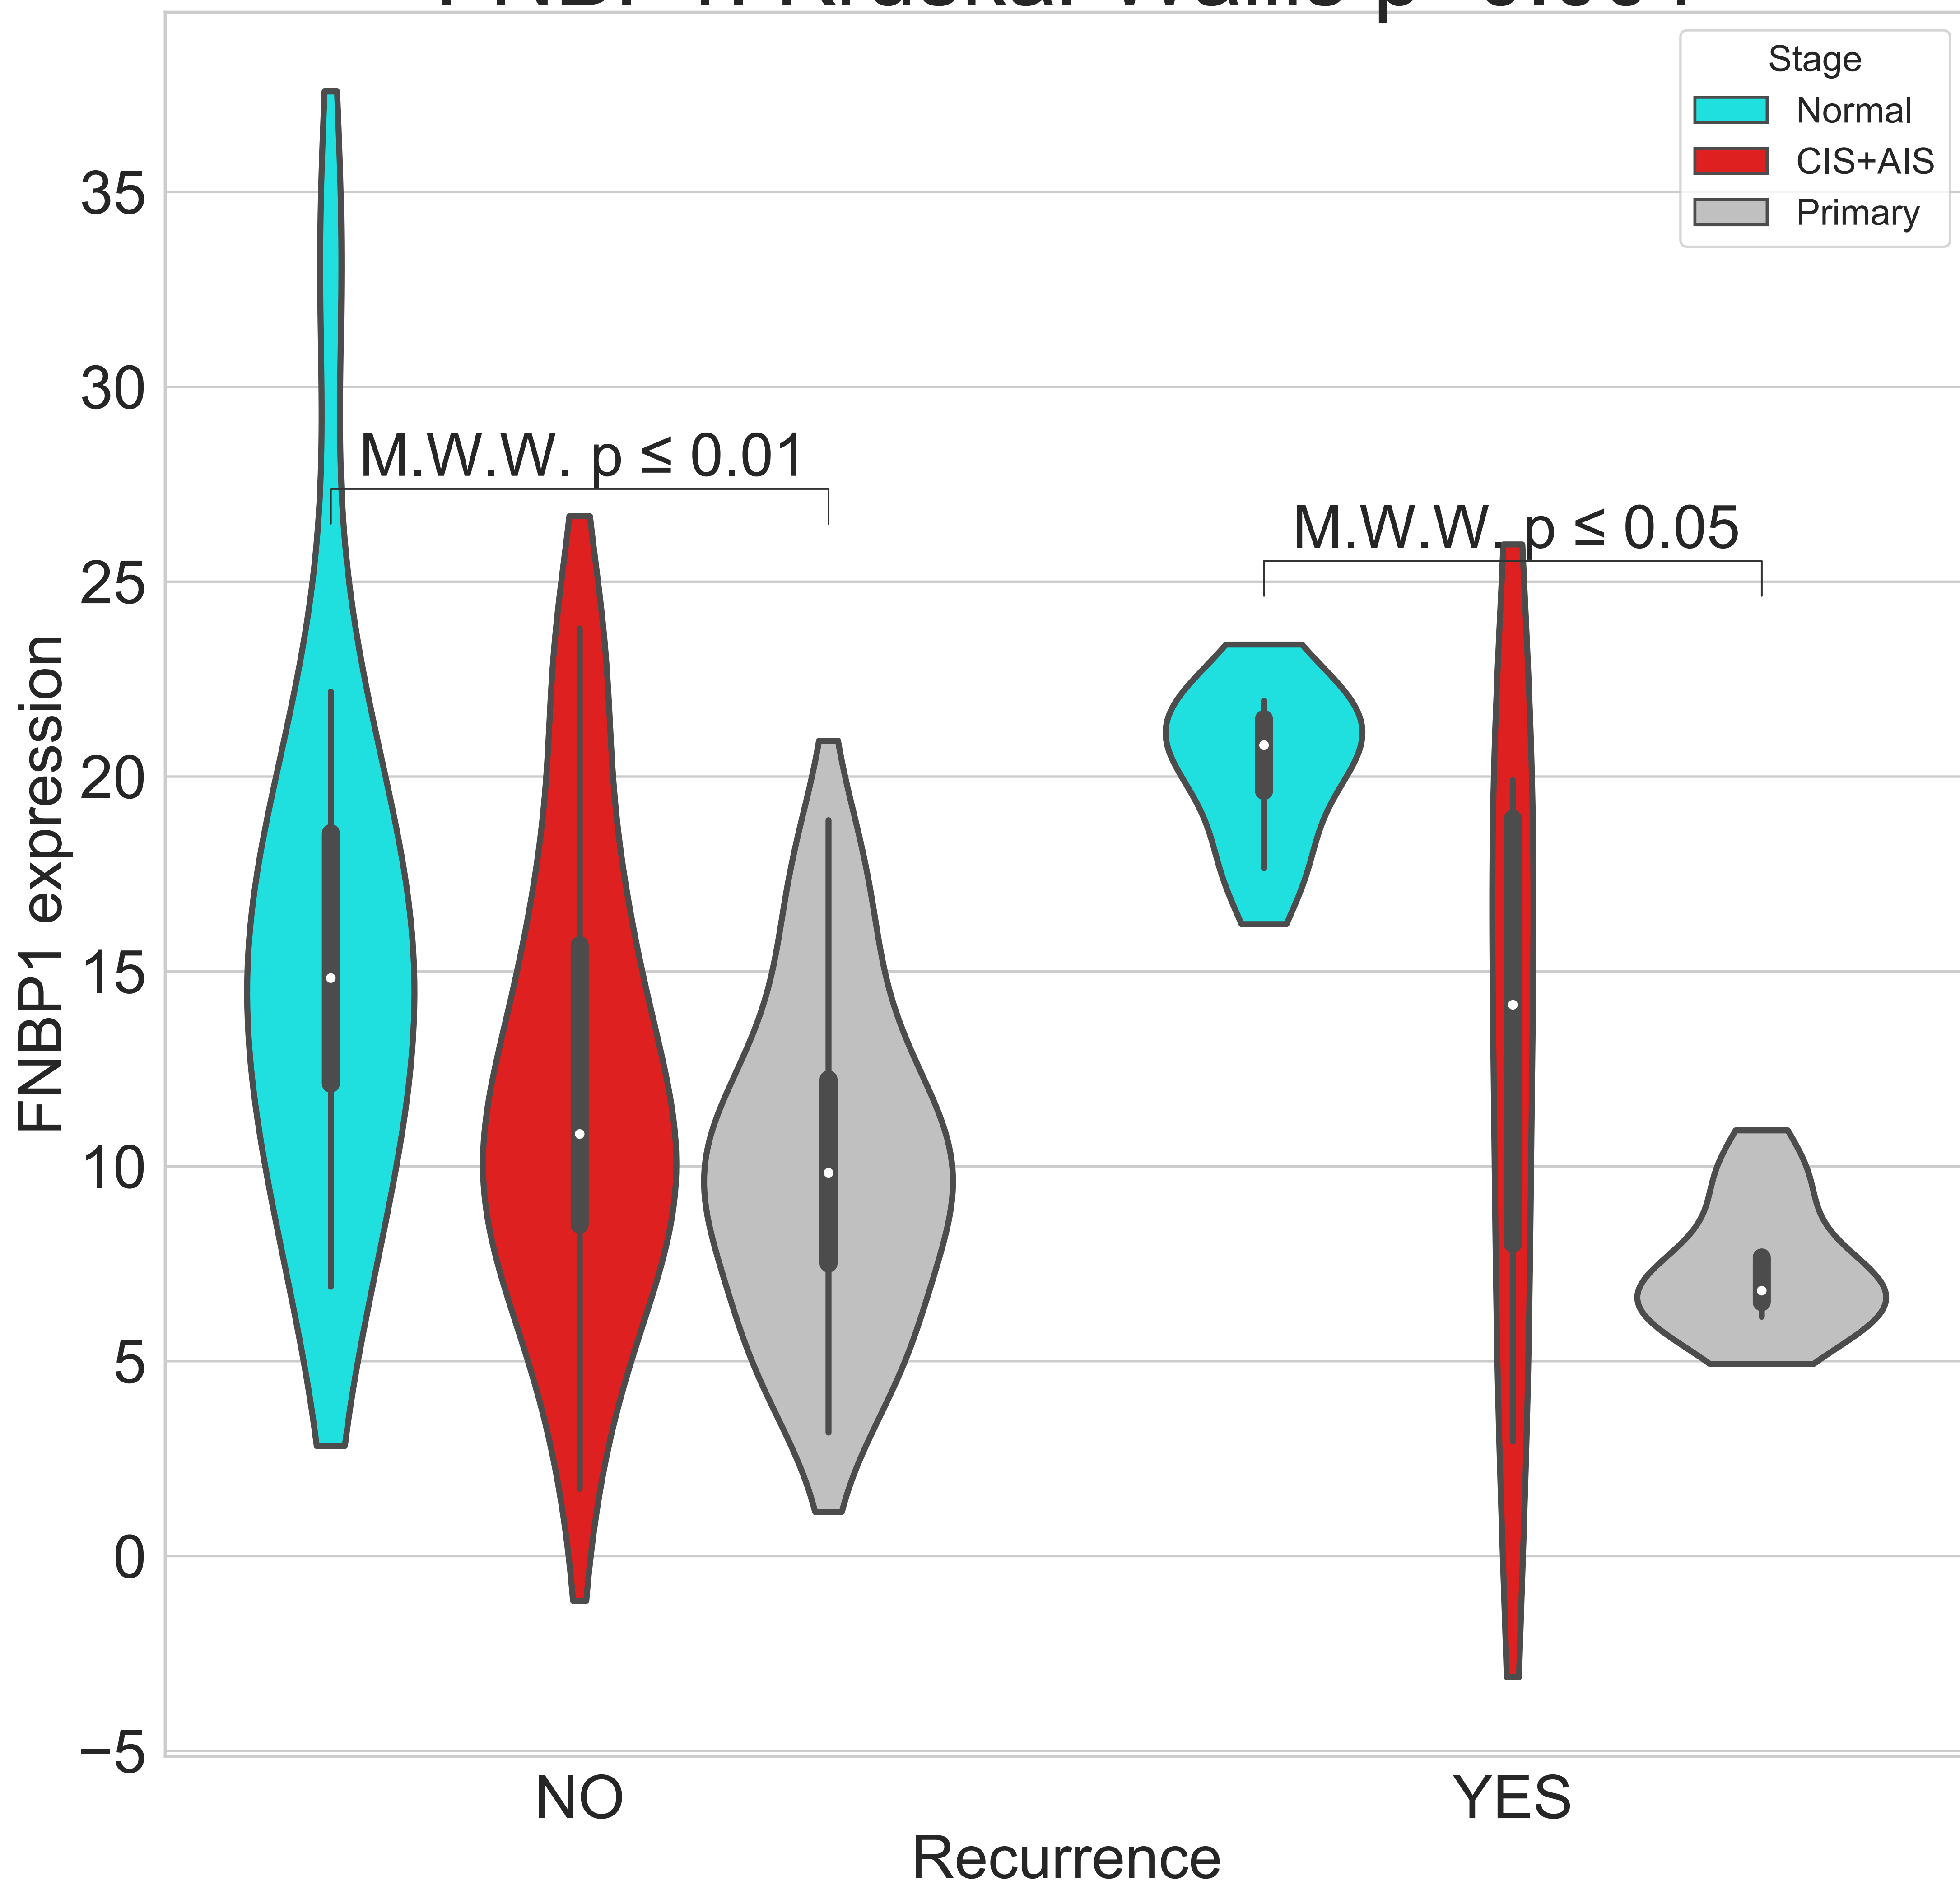 Stage
Normal
CIS+AIS
Primary
35
30
25
20
15
10
5
0
−5
M.W.W. p ≤ 0.01
M.W.W. p ≤ 0.05
FNBP1 expression
NO
YES
Recurrence